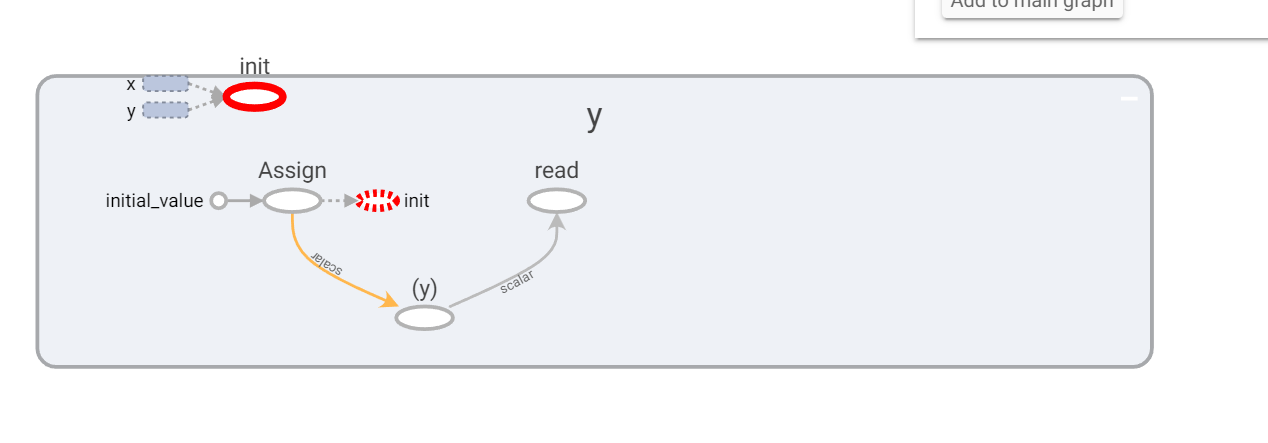 Add to main graph
init
x
y
y
Assign
read
initial_value
init
scalar
scalar
(y)